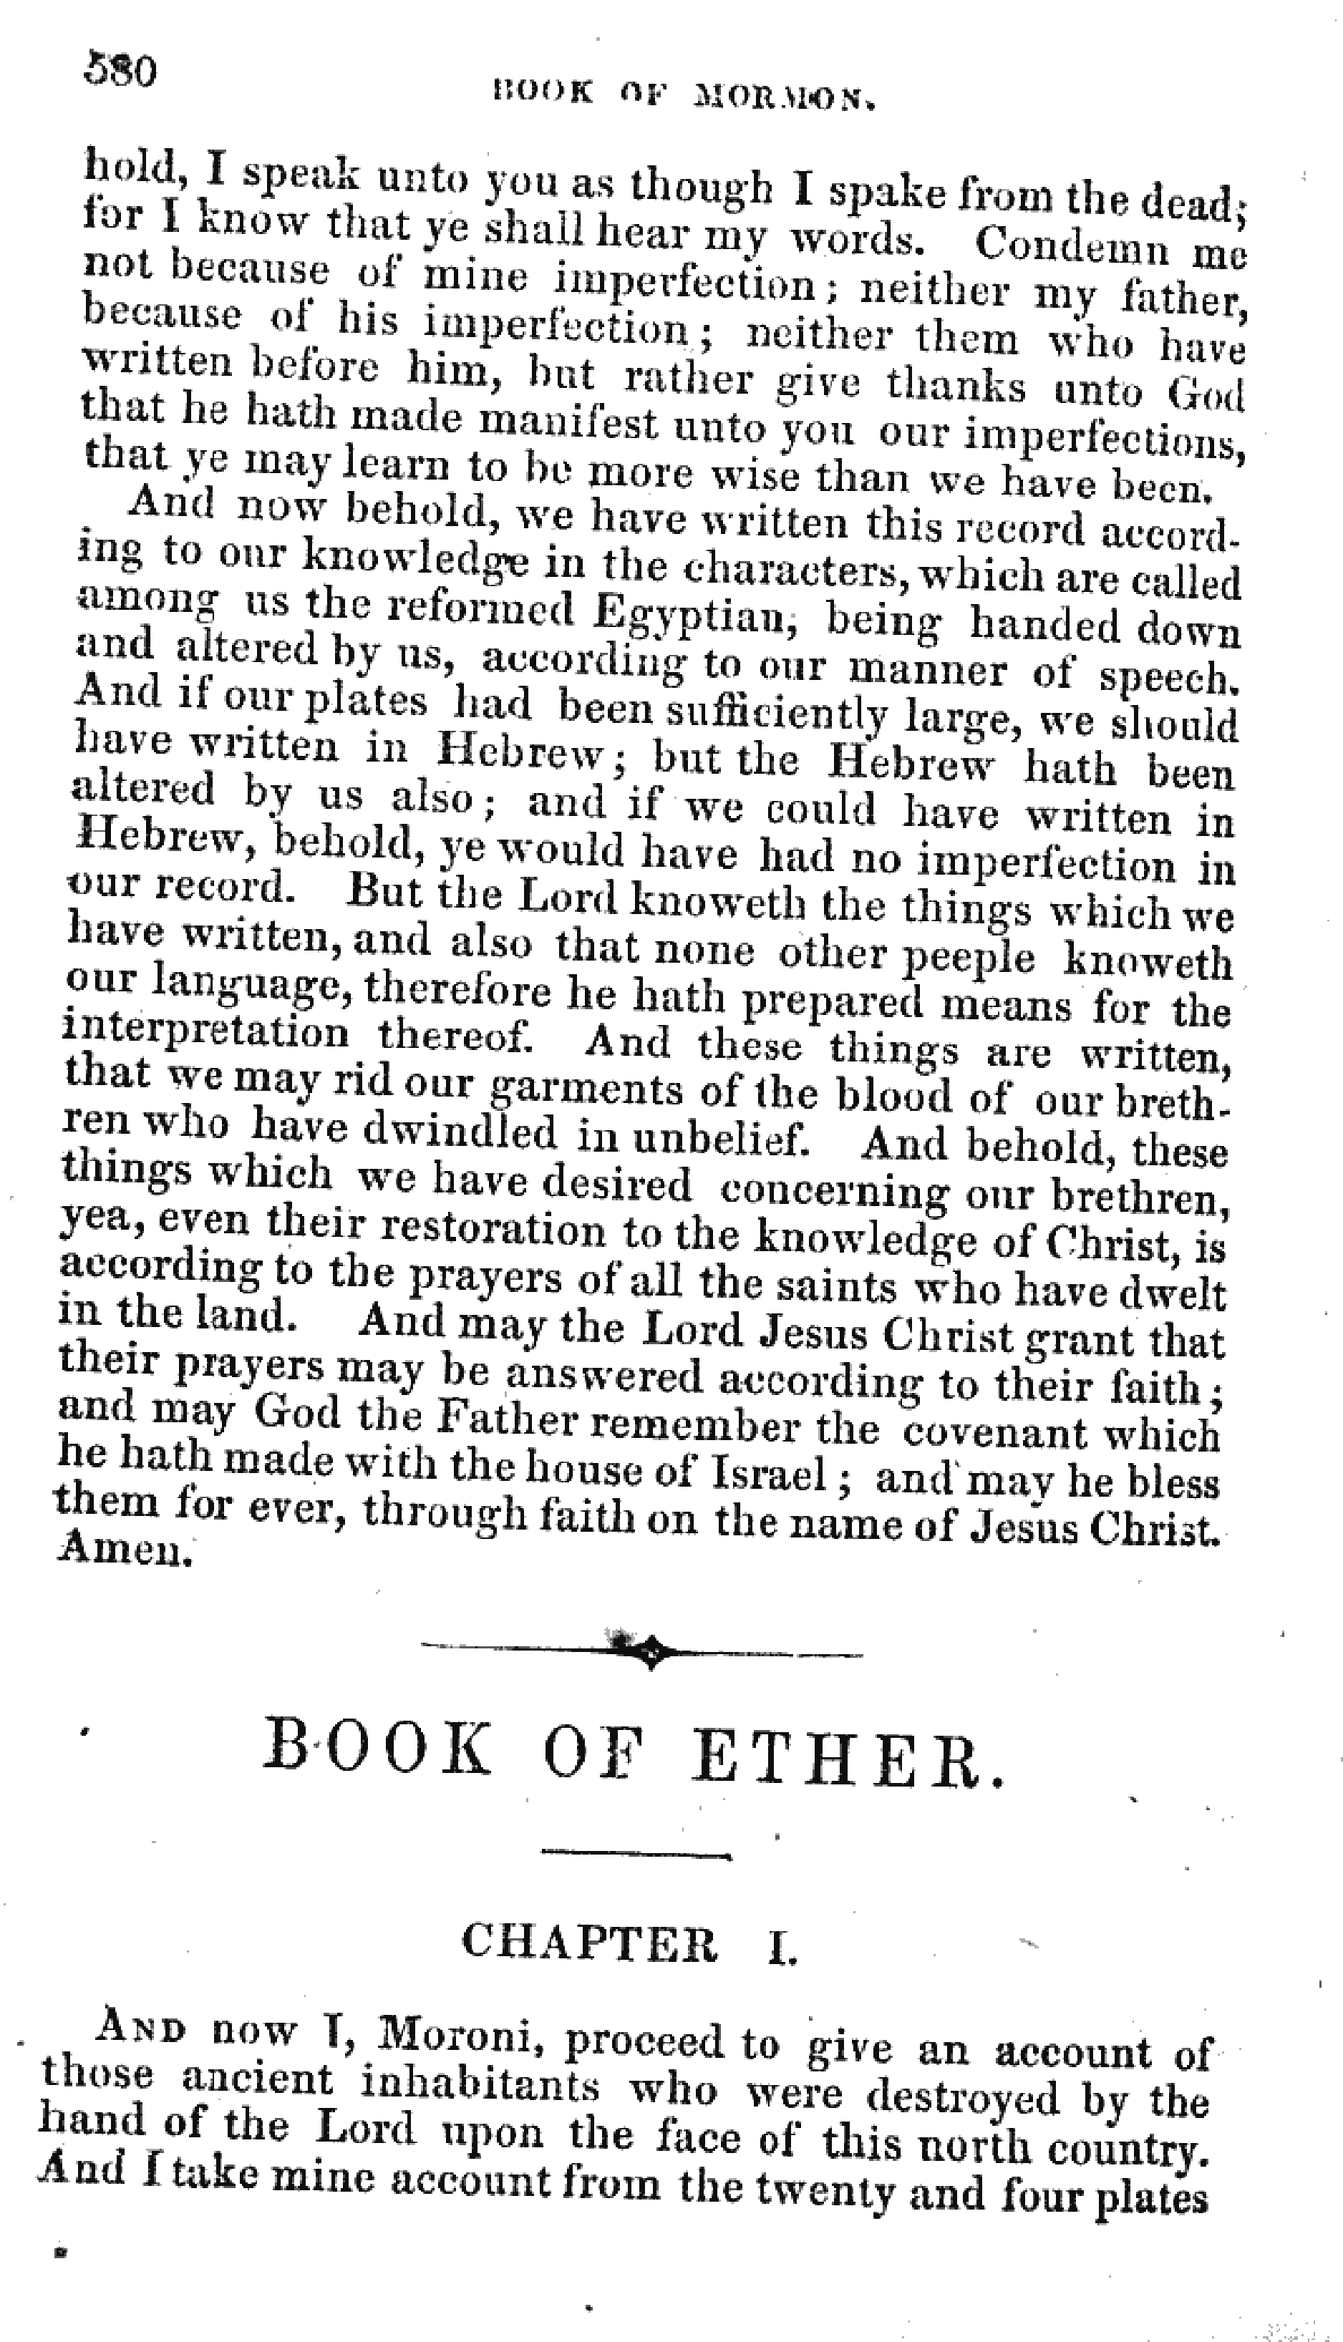 580
BOOK OF MORMON.
hold, I speak unto you as though I spake from the dead;
for I know that ye shall hear my words. Condemn me
not because of mine imperfection; neither my father,
because of his imperfection; neither them who have
written before him, but rather give thanks unto God
that he hath made manifest unto you our imperfections,
that ye may learn to be more wise than we have been.
And now behold, we have written this record accord-
ing to our knowledge in the characters, which are called
among us the reformed Egyptian, being handed down
and altered by us, according to our manner of speech.
And if our plates had been sufficiently large, we should
have written in Hebrew; but the Hebrew hath been
altered by us also; and if we could have written in
Hebrew, behold, ye would have had no imperfection in
our record. But the Lord knoweth the things which we
have written, and also that none other peeple knoweth
our language, therefore he hath prepared means for the
interpretation thereof. And these things are written,
that we may rid our garments of the blood of our breth-
ren who have dwindled in unbelief. And behold, these
things which we have desired concerning our brethren,
yea, even their restoration to the knowledge of Christ, is
according to the prayers of all the saints who have dwelt
in the land. And may the Lord Jesus Christ grant that
their prayers may be answered according to their faith;
and may God the Father remember the covenant which
he hath made with the house of Israel; and may he bless
them for ever, through faith on the name of Jesus Christ.
Amen.
BOOK OF ETHER.
CHAPTER I.
AND now I, Moroni, proceed to give an account of
those ancient inhabitants who were destroyed by the
hand of the Lord upon the face of this north country.
And I take mine account from the twenty and four plates